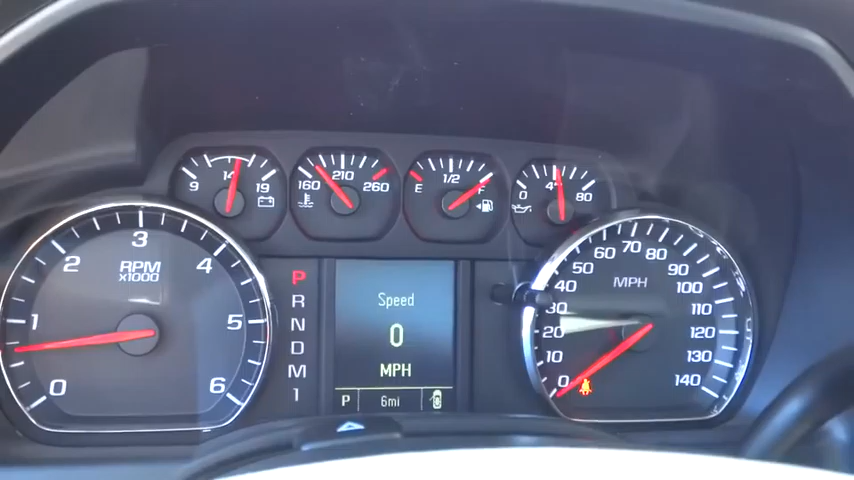 9 14 19
160 210 260
E 1/2 F
0 80
0 1 2 3 4 5 6
RPM
x1000
P
R
N
D
M
1
Speed
0
MPH
P 6mi
0 10 20 30 40 50 60 70 80 90 100 110 120 130 140
MPH